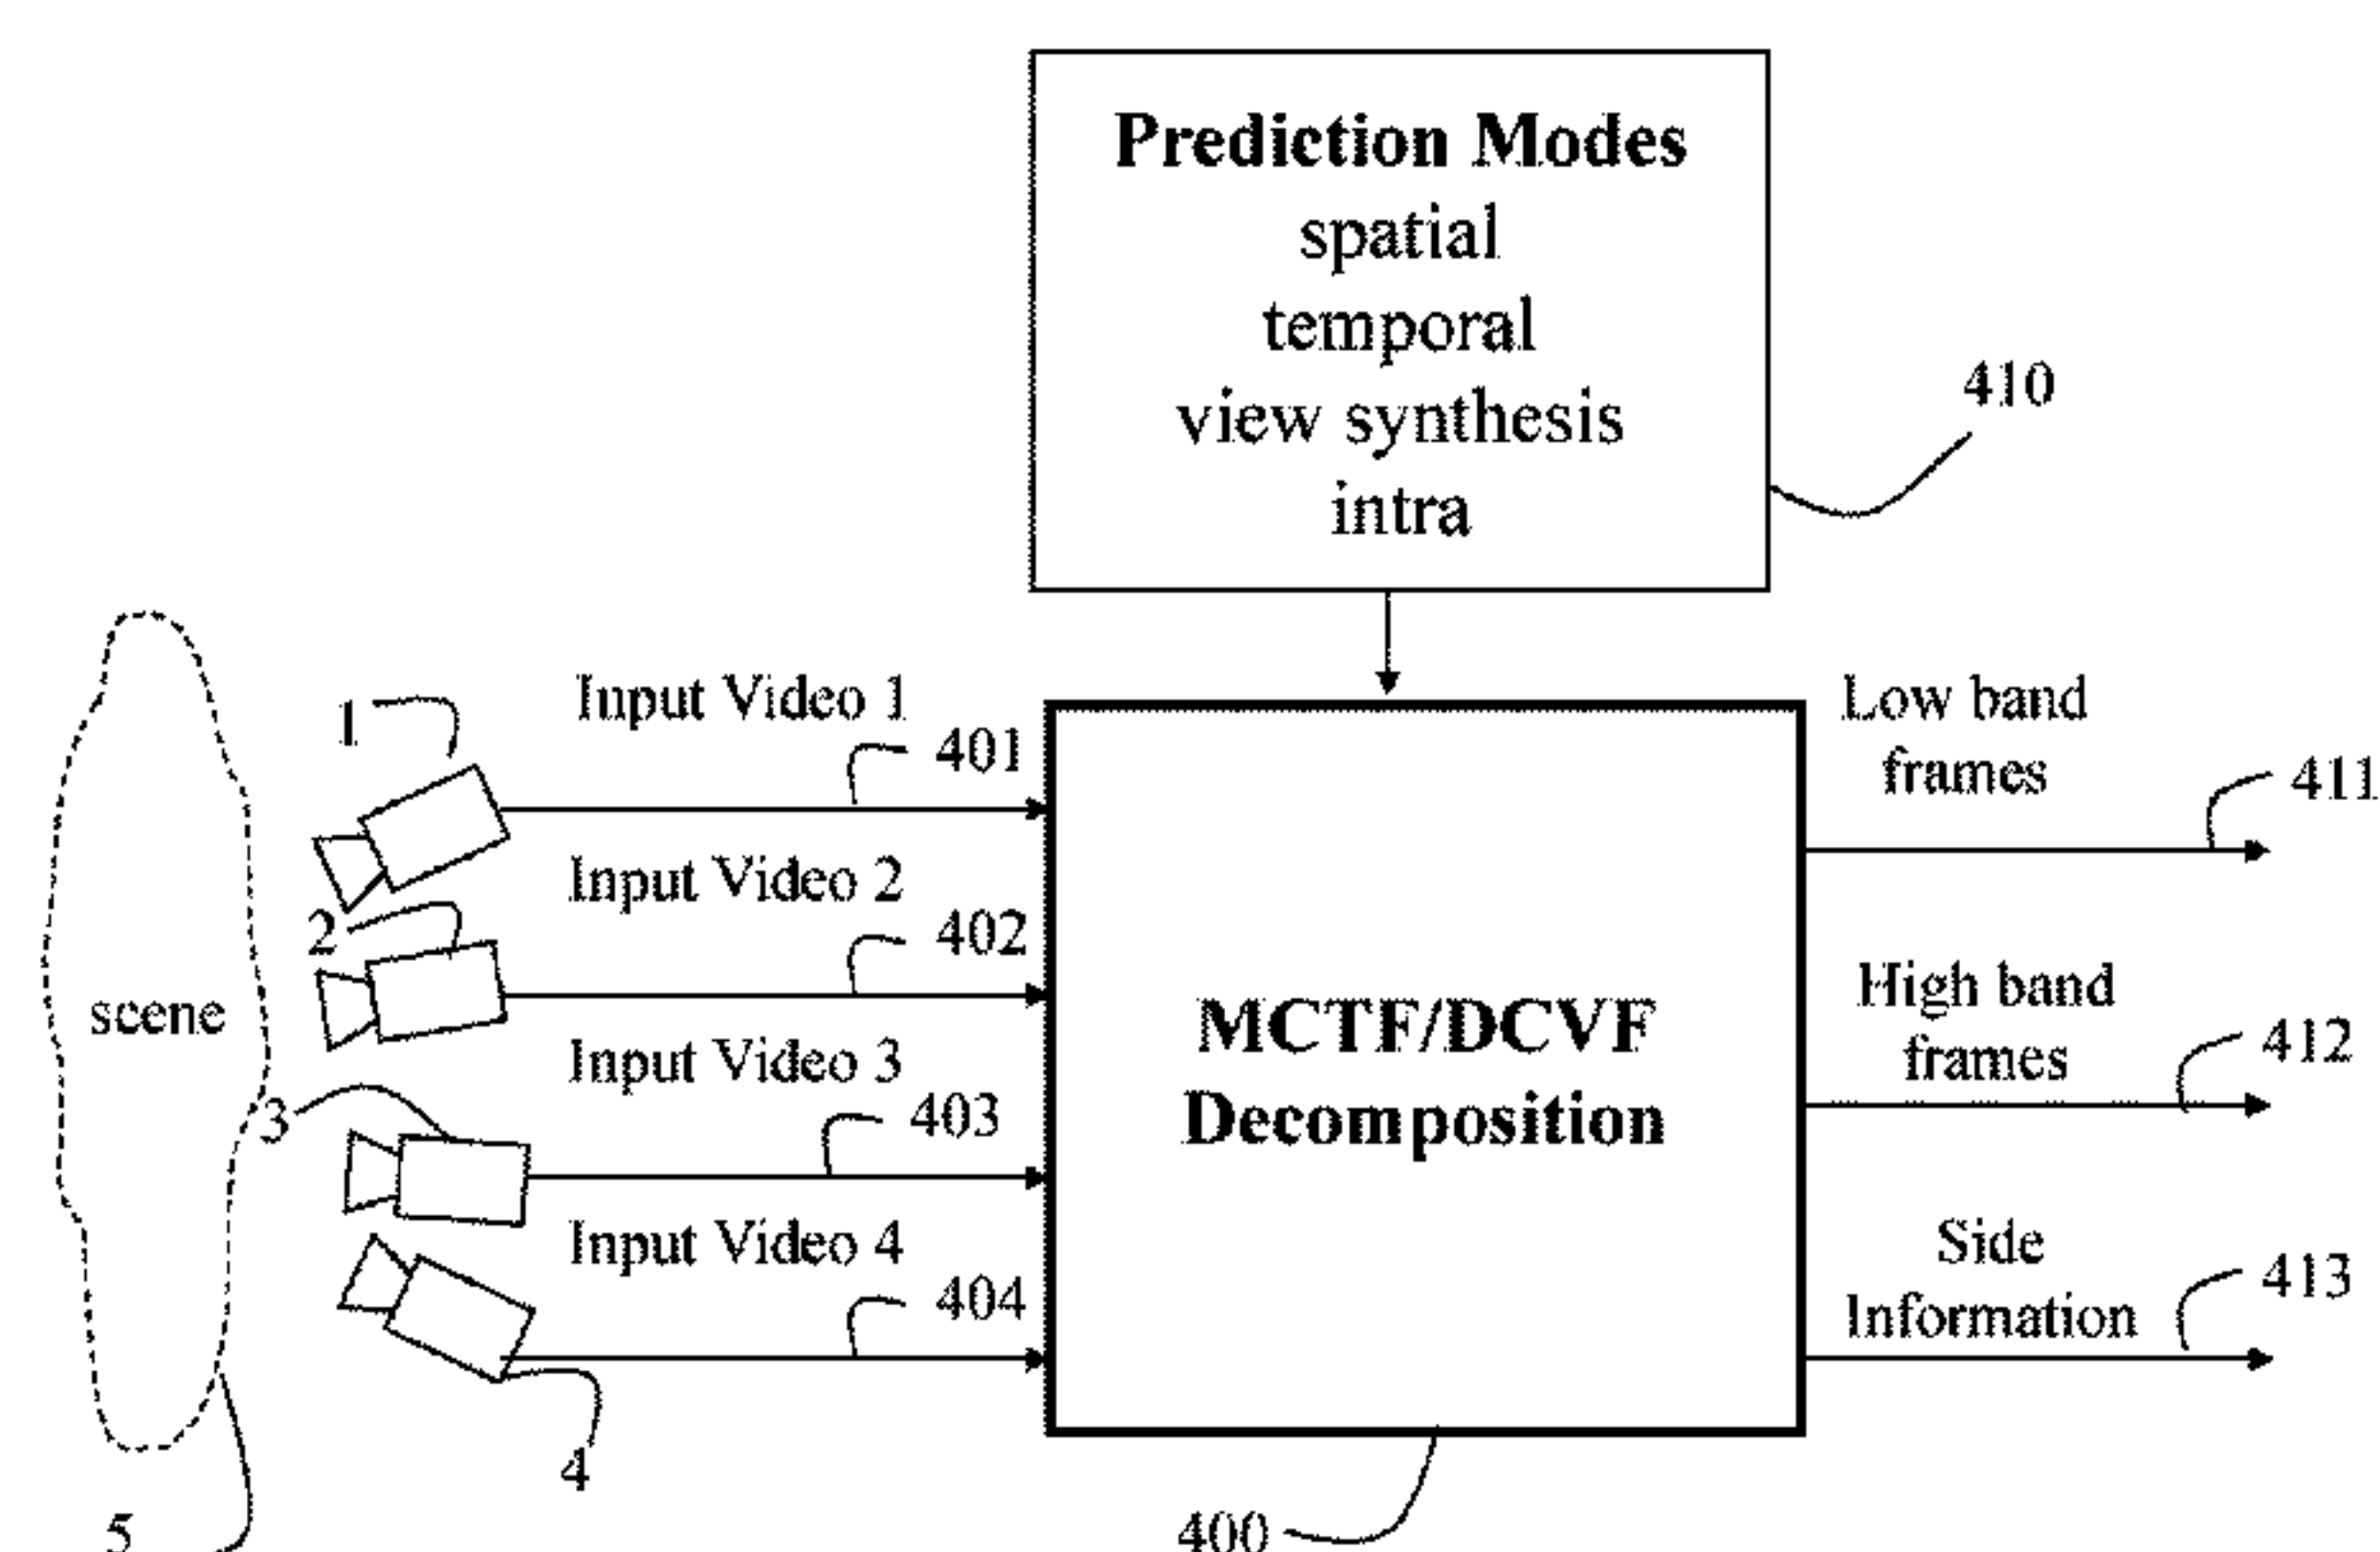 Prediction Modes
spatial
temporal
view synthesis
intra
410
1
Input Video 1
401
Low band
frames
411
Input Video 2
2
402
scene
MCTF/DCVF
Decomposition
High band
frames
412
Input Video 3
3
403
Input Video 4
404
Side
Information
413
4
5
400